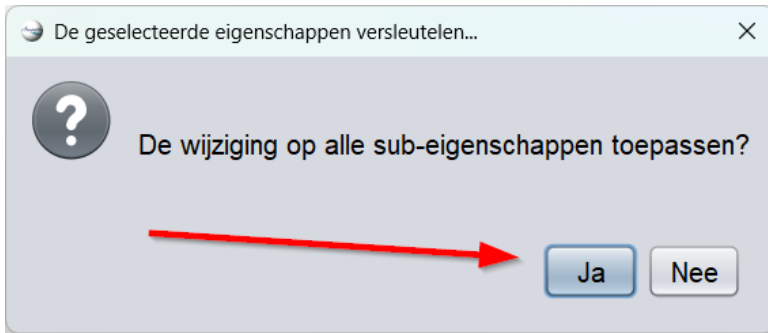 De geselecteerde eigenschappen versleutelen...
De wijziging op alle sub-eigenschappen toepassen?
Ja Nee